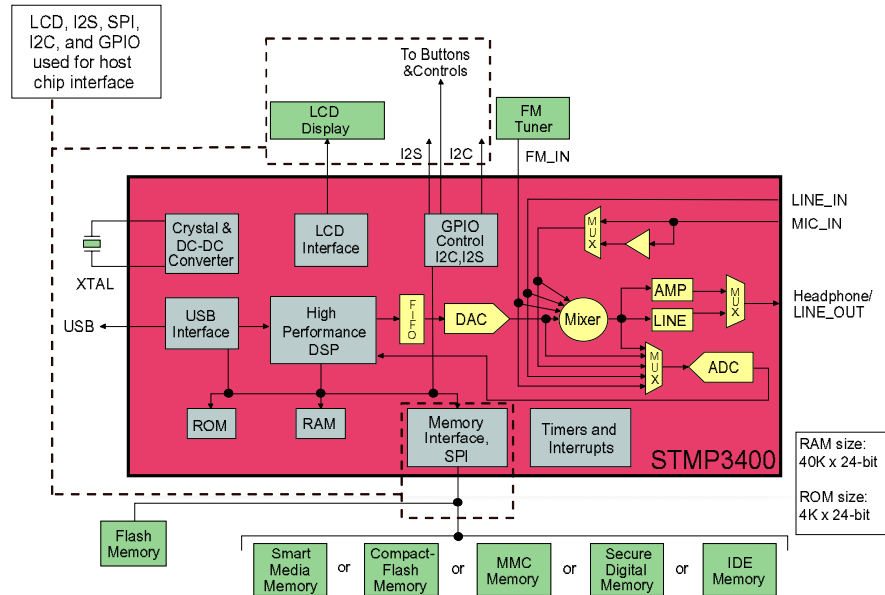 LCD, I2S, SPI,
I2C, and GPIO
used for host
chip interface
To Buttons
&Controls
LCD
Display
FM
Tuner
I2S
I2C
FM_IN
LINE_IN
MIC_IN
Crystal &
DC-DC
Converter
LCD
Interface
GPIO
Control
I2C,I2S
MUX
XTAL
USB
USB
Interface
High
Performance
DSP
FIFO
DAC
Mixer
AMP
LINE
MUX
Headphone/
LINE_OUT
MUX
ADC
ROM
RAM
Memory
Interface,
SPI
Timers and
Interrupts
STMP3400
RAM size:
40K x 24-bit
ROM size:
4K x 24-bit
Flash
Memory
Smart
Media
Memory
or
Compact-
Flash
Memory
or
MMC
Memory
or
Secure
Digital
Memory
or
IDE
Memory